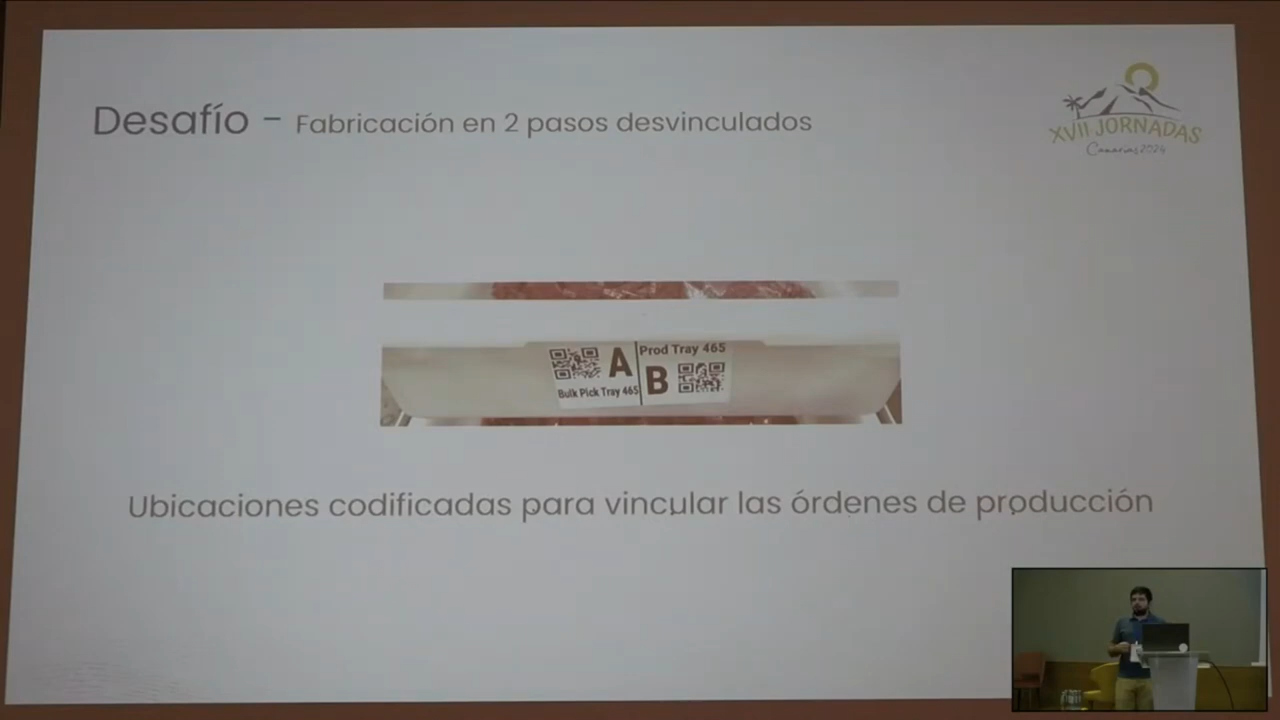 Desafío - Fabricación en 2 pasos desvinculados
XVII JORNADAS
Canarias 2024
A
Bulk Pick Tray 465
Prod Tray 465
B
Ubicaciones codificadas para vincular las órdenes de producción